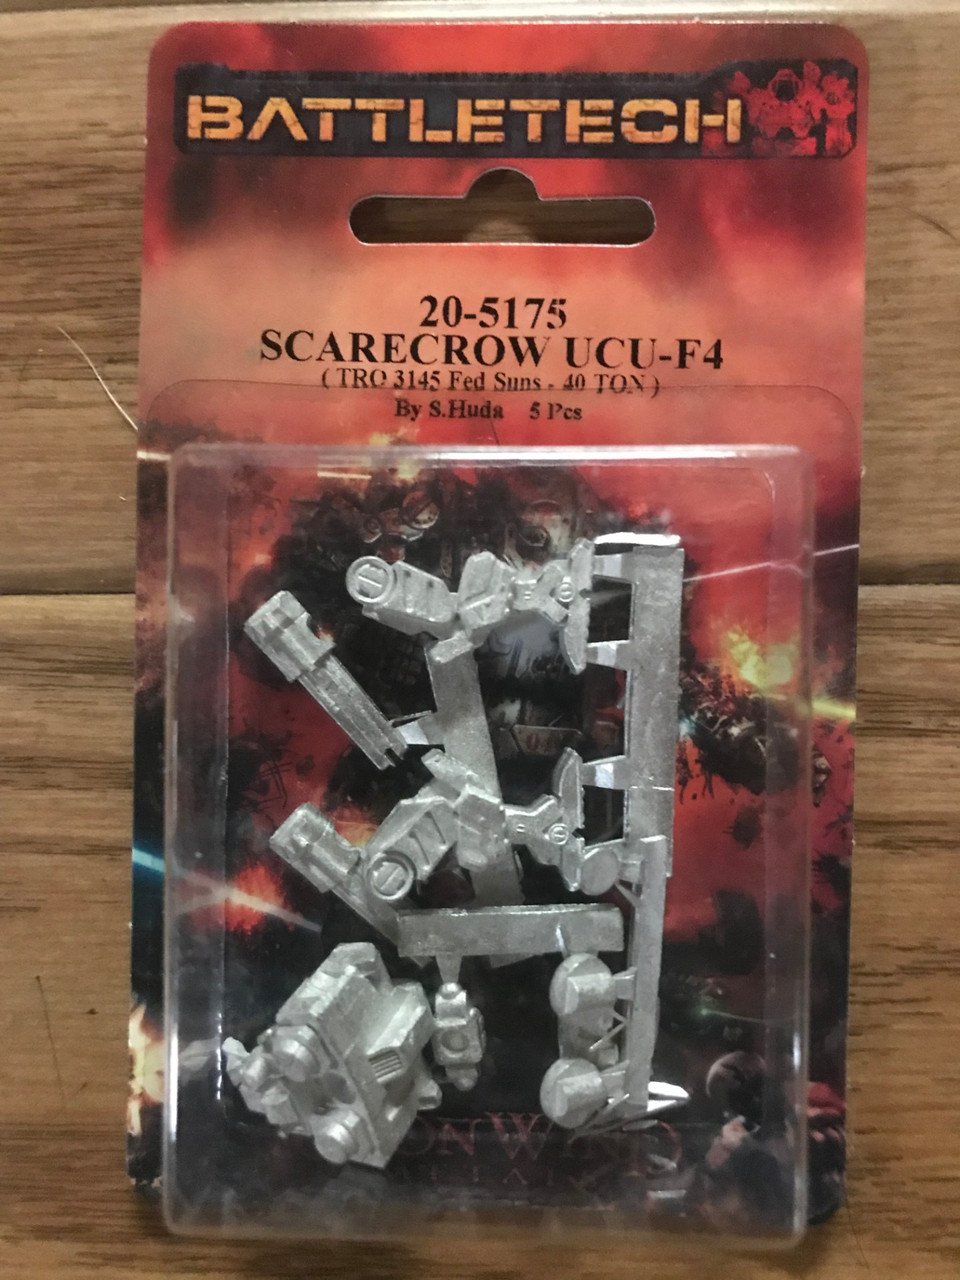 BATTLETECH
20-5175
SCARECROW UCU-F4
( TRO 3145 Fed Suns - 40 TON )
By S.Huda 5 Pcs